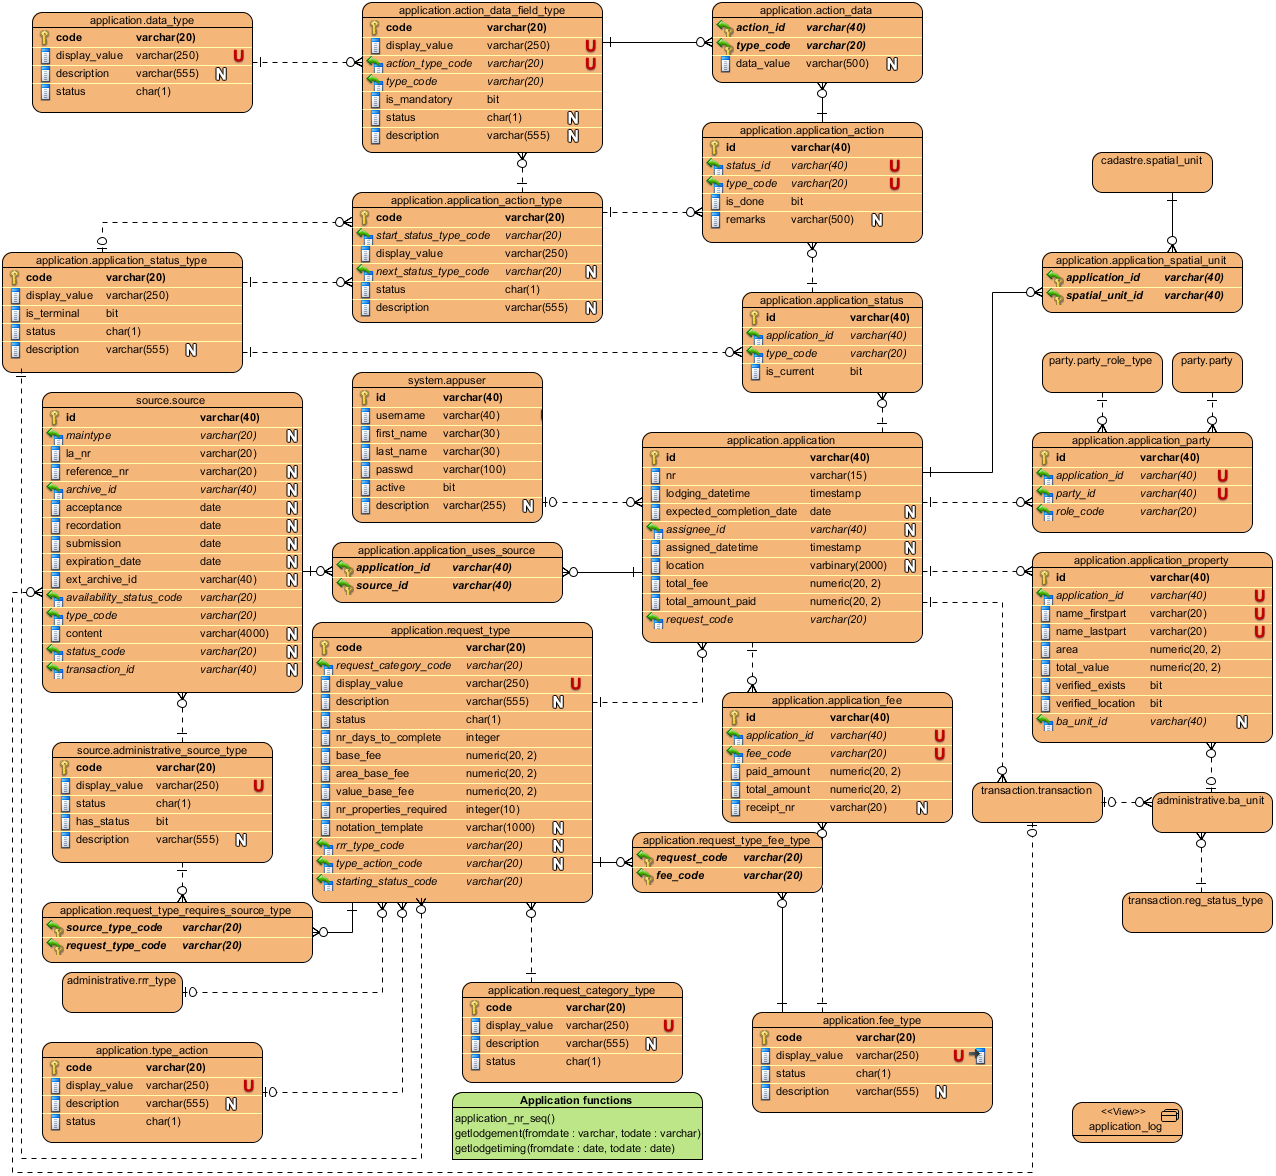 application.data_type
code varchar(20)
display_value varchar(250) U
description varchar(555) N
status char(1)
application.action_data_field_type
code varchar(20)
display_value varchar(250) U
action_type_code varchar(20) U
type_code varchar(20)
is_mandatory bit
status char(1) N
description varchar(555) N
application.action_data
action_id varchar(40)
type_code varchar(20)
data_value varchar(500) N
application.application_action
id varchar(40)
status_id varchar(40) U
type_code varchar(20) U
is_done bit
remarks varchar(500) N
cadastre.spatial_unit
application.application_action_type
code varchar(20)
start_status_type_code varchar(20)
display_value varchar(250)
next_status_type_code varchar(20) N
status char(1)
description varchar(555) N
application.application_status_type
code varchar(20)
display_value varchar(250)
is_terminal bit
status char(1)
description varchar(555) N
application.application_spatial_unit
application_id varchar(40)
spatial_unit_id varchar(40)
application.application_status
id varchar(40)
application_id varchar(40)
type_code varchar(20)
is_current bit
party.party_role_type
party.party
system.appuser
id varchar(40)
username varchar(40)
first_name varchar(30)
last_name varchar(30)
passwd varchar(100)
active bit
description varchar(255) N
source.source
id varchar(40)
maintype varchar(20) N
la_nr varchar(20)
reference_nr varchar(20) N
archive_id varchar(40) N
acceptance date N
recordation date N
submission date N
expiration_date date N
ext_archive_id varchar(40) N
availability_status_code varchar(20)
type_code varchar(20)
content varchar(4000) N
status_code varchar(20) N
transaction_id varchar(40) N
application.application
id varchar(40)
nr varchar(15)
lodging_datetime timestamp
expected_completion_date date N
assignee_id varchar(40) N
assigned_datetime timestamp N
location varbinary(2000) N
total_fee numeric(20, 2)
total_amount_paid numeric(20, 2)
request_code varchar(20)
application.application_party
id varchar(40)
application_id varchar(40) U
party_id varchar(40) U
role_code varchar(20)
application.application_uses_source
application_id varchar(40)
source_id varchar(40)
application.application_property
id varchar(40)
application_id varchar(40) U
name_firstpart varchar(20) U
name_lastpart varchar(20) U
area numeric(20, 2)
total_value numeric(20, 2)
verified_exists bit
verified_location bit
ba_unit_id varchar(40) N
application.request_type
code varchar(20)
request_category_code varchar(20)
display_value varchar(250) U
description varchar(555) N
status char(1)
nr_days_to_complete integer
base_fee numeric(20, 2)
area_base_fee numeric(20, 2)
value_base_fee numeric(20, 2)
nr_properties_required integer(10)
notation_template varchar(1000) N
rrr_type_code varchar(20) N
type_action_code varchar(20) N
starting_status_code varchar(20)
application.application_fee
id varchar(40)
application_id varchar(40) U
fee_code varchar(20) U
paid_amount numeric(20, 2)
total_amount numeric(20, 2)
receipt_nr varchar(20) N
source.administrative_source_type
code varchar(20)
display_value varchar(250) U
status char(1)
has_status bit
description varchar(555) N
transaction.transaction
administrative.ba_unit
application.request_type_fee_type
request_code varchar(20)
fee_code varchar(20)
transaction.reg_status_type
application.request_type_requires_source_type
source_type_code varchar(20)
request_type_code varchar(20)
administrative.rrr_type
application.request_category_type
code varchar(20)
display_value varchar(250) U
description varchar(555) N
status char(1)
application.fee_type
code varchar(20)
display_value varchar(250) U
status char(1)
description varchar(555) N
application.type_action
code varchar(20)
display_value varchar(250) U
description varchar(555) N
status char(1)
Application functions
application_nr_seq()
getlodgement(fromdate : varchar, todate : varchar)
getlodgetiming(fromdate : date, todate : date)
<<View>>
application_log